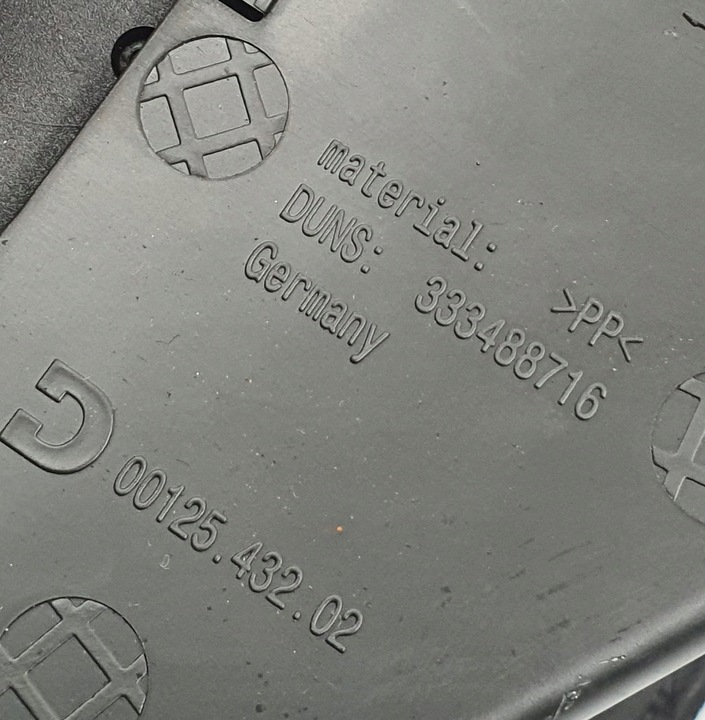 material: >PP<
DUNS: 333488716
Germany
00125.432.02